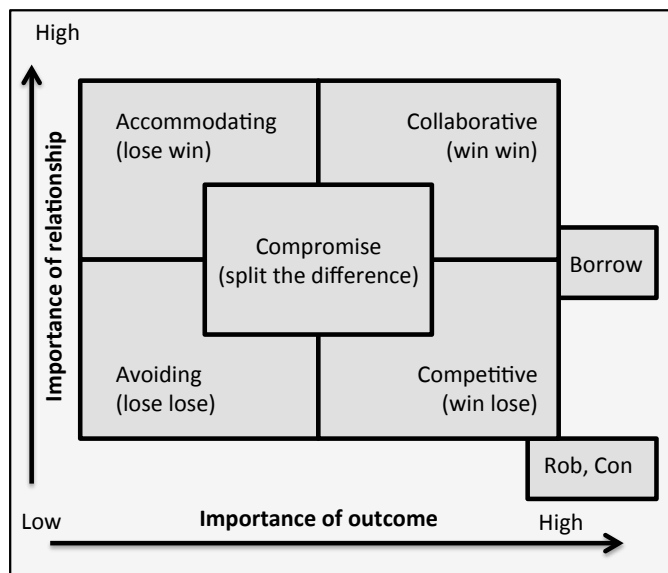 High
Accommodating
(lose win)
Collaborative
(win win)
Importance of relationship
Compromise
(split the difference)
Borrow
Avoiding
(lose lose)
Competitive
(win lose)
Rob, Con
Low
Importance of outcome
High